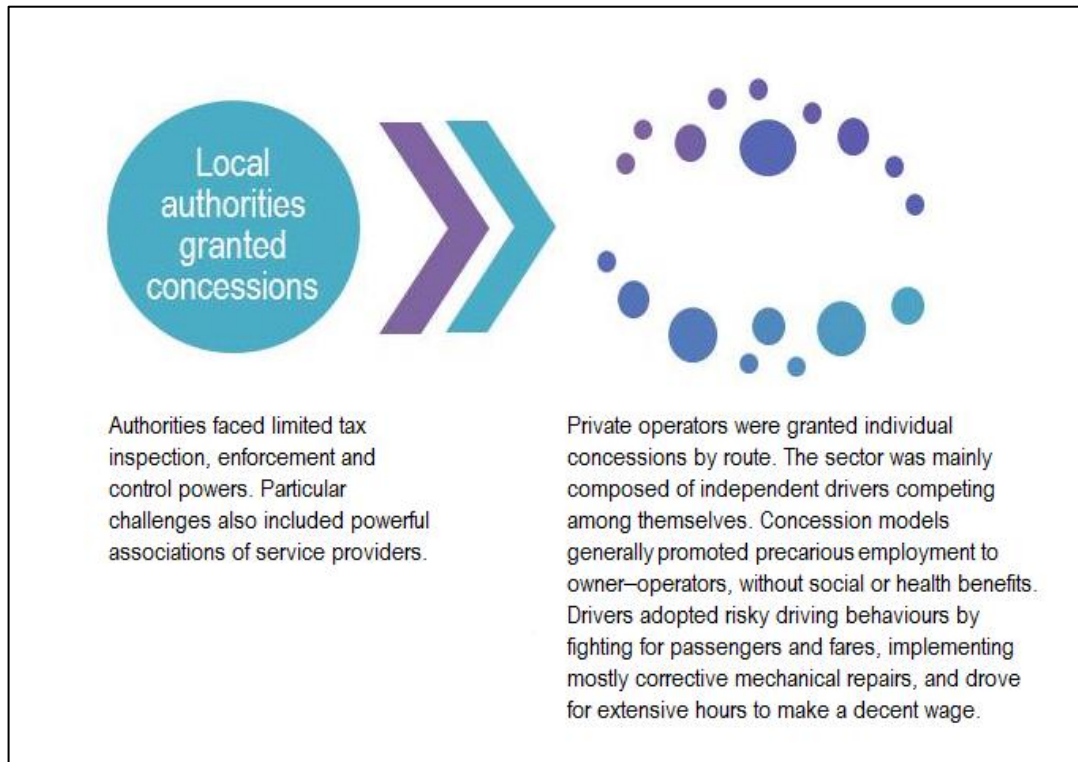 Local
authorities
granted
concessions
Authorities faced limited tax
inspection, enforcement and
control powers. Particular
challenges also included powerful
associations of service providers.
Private operators were granted individual
concessions by route. The sector was mainly
composed of independent drivers competing
among themselves. Concession models
generally promoted precarious employment to
owner–operators, without social or health benefits.
Drivers adopted risky driving behaviours by
fighting for passengers and fares, implementing
mostly corrective mechanical repairs, and drove
for extensive hours to make a decent wage.